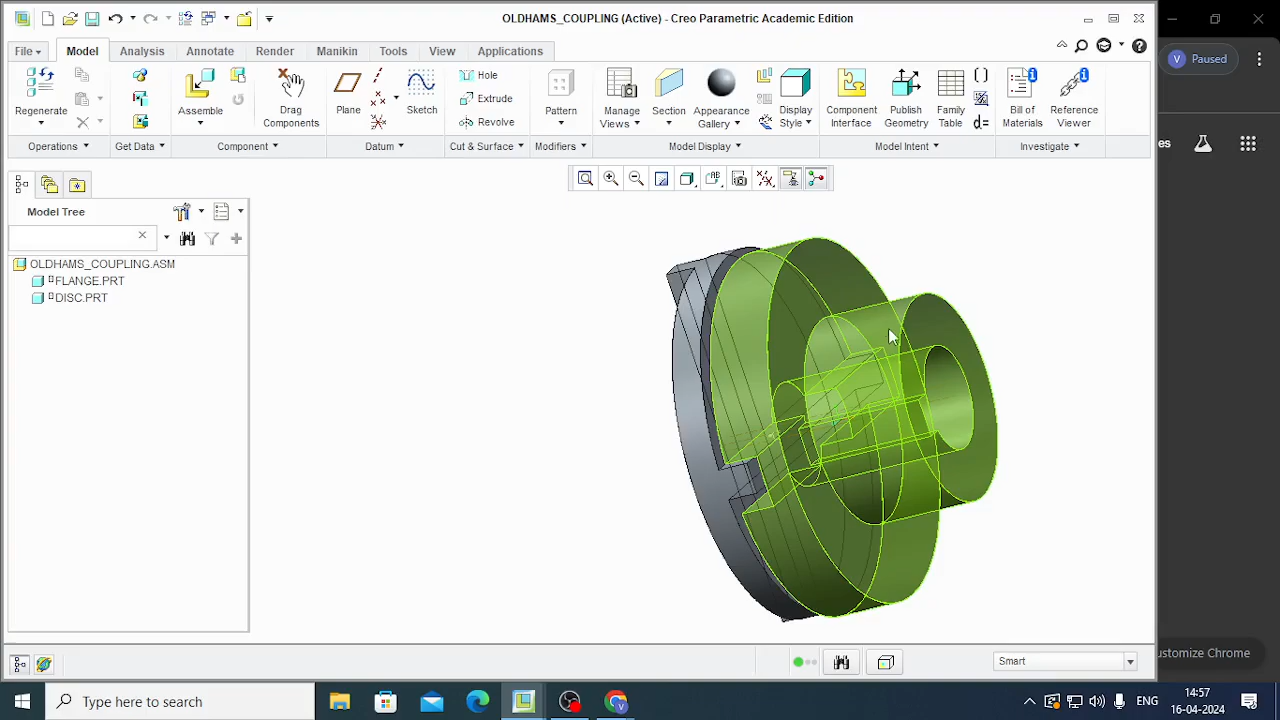 OLDHAMS_COUPLING (Active) - Creo Parametric Academic Edition
Paused
File
Model
Analysis
Annotate
Render
Manikin
Tools
View
Applications
Regenerate
Assemble
Drag Components
Plane
Sketch
Hole
Extrude
Revolve
Pattern
Manage Views
Section
Appearance Gallery
Display Style
Component Interface
Publish Geometry
Family Table
Bill of Materials
Reference Viewer
es
Operations
Get Data
Component
Datum
Cut & Surface
Modifiers
Model Display
Model Intent
Investigate
Model Tree
OLDHAMS_COUPLING.ASM
FLANGE.PRT
DISC.PRT
Smart
ustomize Chrome
Type here to search
ENG
14:57
16-04-2024